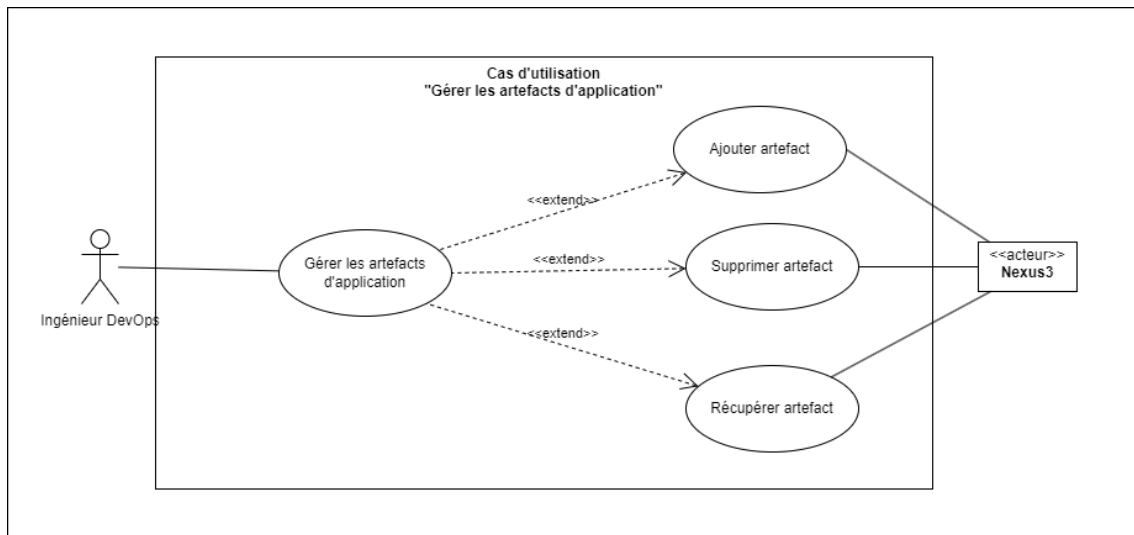 Cas d'utilisation
"Gérer les artefacts d'application"
Ajouter artefact
<<extend>>
Gérer les artefacts
d'application
<<extend>>
Supprimer artefact
<<acteur>>
Nexus3
Ingénieur DevOps
<<extend>>
Récupérer artefact